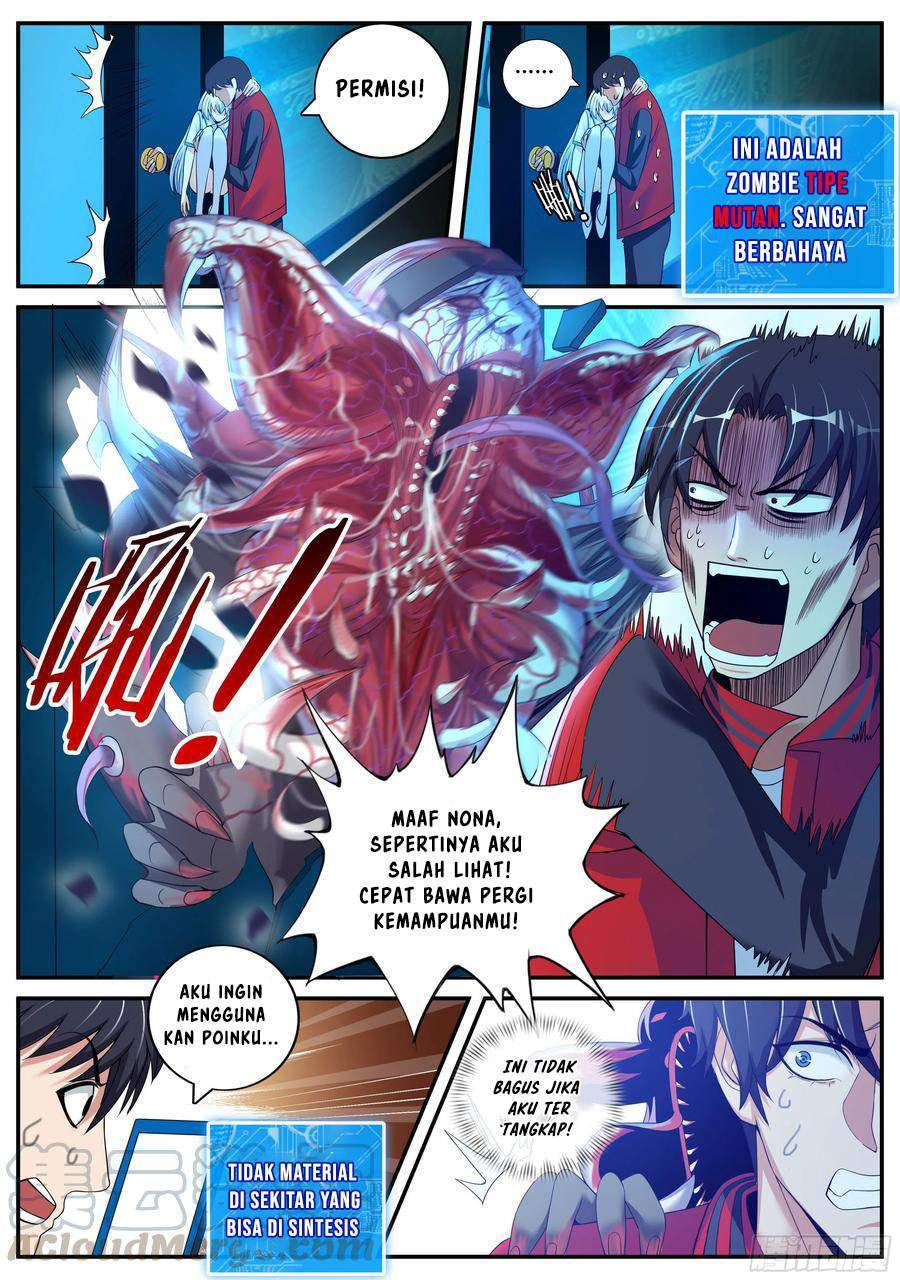 PERMISI!
......
INI ADALAH
ZOMBIE TIPE
MUTAN. SANGAT
BERBAHAYA
MAAF NONA,
SEPERTINYA AKU
SALAH LIHAT!
CEPAT BAWA PERGI
KEMAMPUANMU!
AKU INGIN
MENGGUNA
KAN POINKU...
TIDAK MATERIAL
DI SEKITAR YANG
BISA DI SINTESIS
INI TIDAK
BAGUS JIKA
AKU TER
TANGKAP!